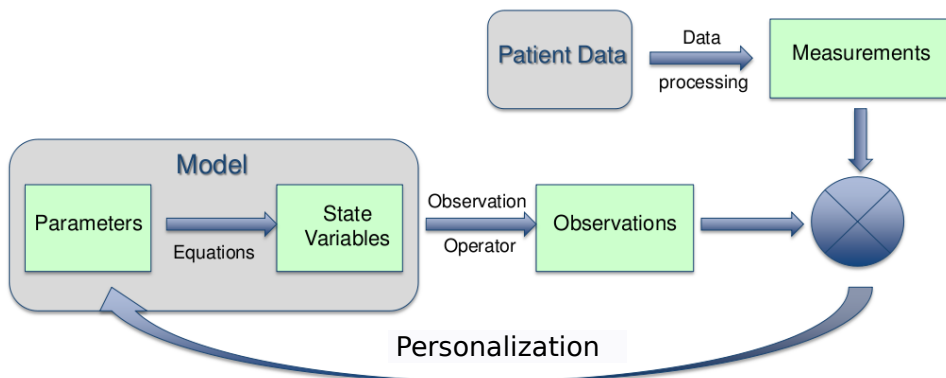 Patient Data
Data
processing
Measurements
Model
Parameters
Equations
State
Variables
Observation
Operator
Observations
Personalization